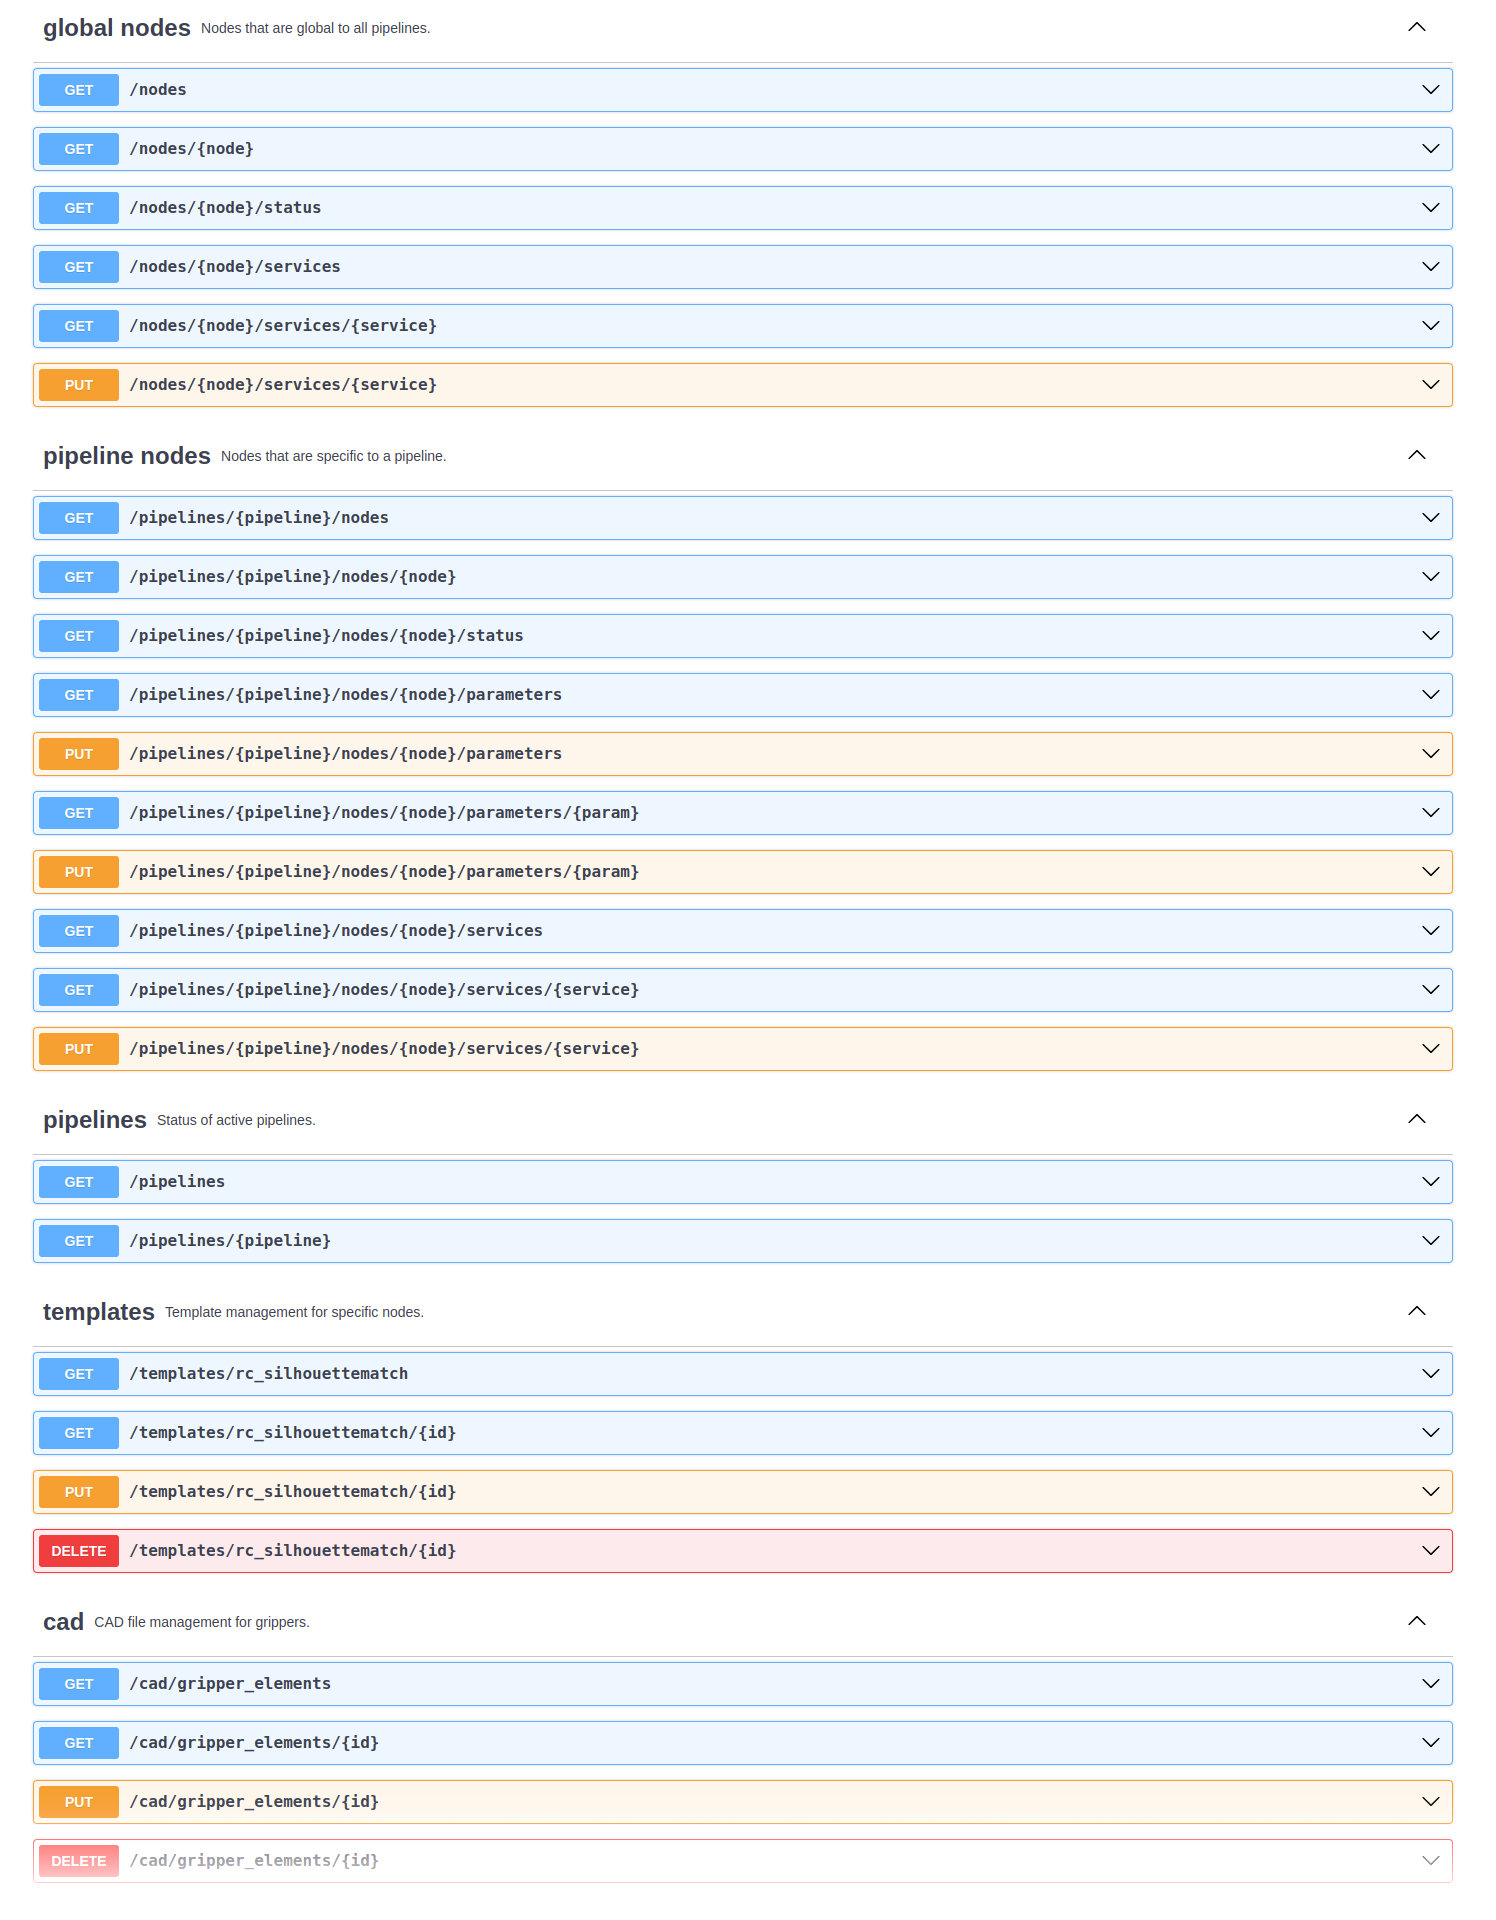 global nodes Nodes that are global to all pipelines.
GET /nodes
GET /nodes/{node}
GET /nodes/{node}/status
GET /nodes/{node}/services
GET /nodes/{node}/services/{service}
PUT /nodes/{node}/services/{service}
pipeline nodes Nodes that are specific to a pipeline.
GET /pipelines/{pipeline}/nodes
GET /pipelines/{pipeline}/nodes/{node}
GET /pipelines/{pipeline}/nodes/{node}/status
GET /pipelines/{pipeline}/nodes/{node}/parameters
PUT /pipelines/{pipeline}/nodes/{node}/parameters
GET /pipelines/{pipeline}/nodes/{node}/parameters/{param}
PUT /pipelines/{pipeline}/nodes/{node}/parameters/{param}
GET /pipelines/{pipeline}/nodes/{node}/services
GET /pipelines/{pipeline}/nodes/{node}/services/{service}
PUT /pipelines/{pipeline}/nodes/{node}/services/{service}
pipelines Status of active pipelines.
GET /pipelines
GET /pipelines/{pipeline}
templates Template management for specific nodes.
GET /templates/rc_silhouettematch
GET /templates/rc_silhouettematch/{id}
PUT /templates/rc_silhouettematch/{id}
DELETE /templates/rc_silhouettematch/{id}
cad CAD file management for grippers.
GET /cad/gripper_elements
GET /cad/gripper_elements/{id}
PUT /cad/gripper_elements/{id}
DELETE /cad/gripper_elements/{id}